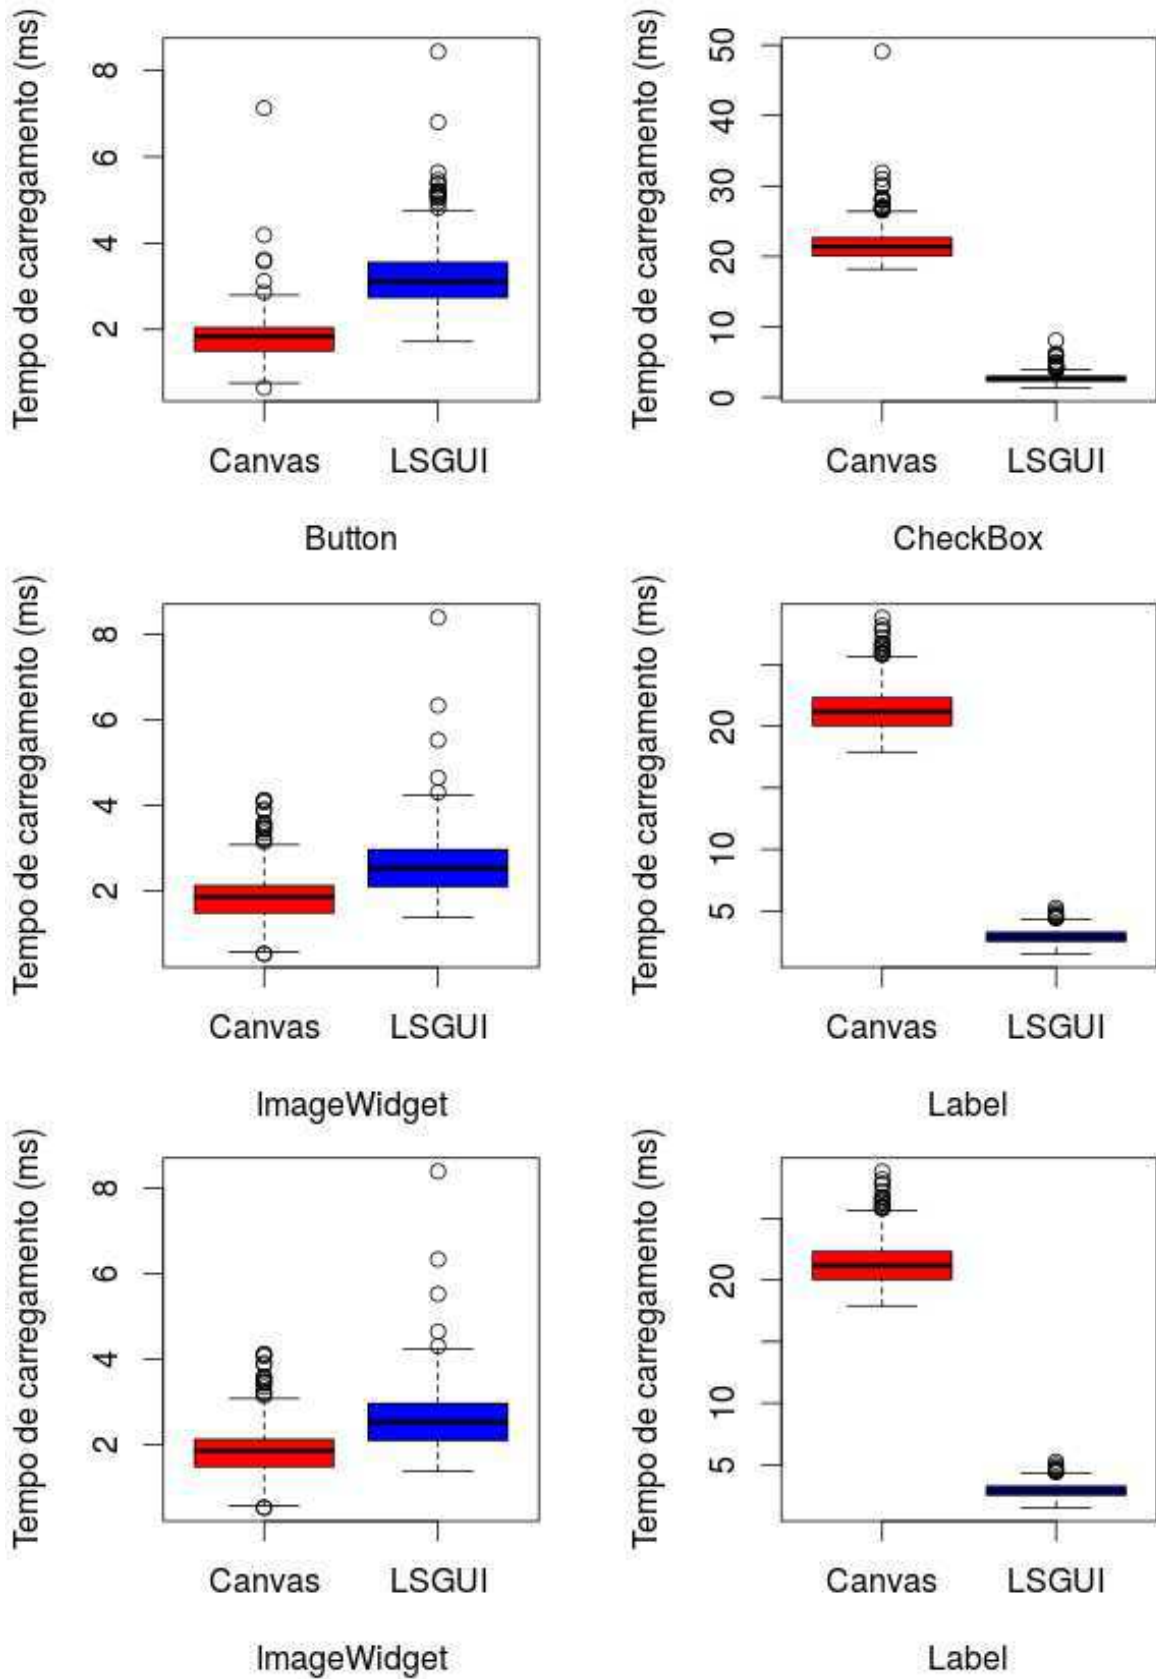 Tempo de carregamento (ms)
8
6
4
2
Canvas LSGUI
Button
Tempo de carregamento (ms)
50
40
30
20
10
0
Canvas LSGUI
CheckBox
Tempo de carregamento (ms)
8
6
4
2
Canvas LSGUI
ImageWidget
Tempo de carregamento (ms)
20
10
5
Canvas LSGUI
Label
Tempo de carregamento (ms)
8
6
4
2
Canvas LSGUI
ImageWidget
Tempo de carregamento (ms)
20
10
5
Canvas LSGUI
Label